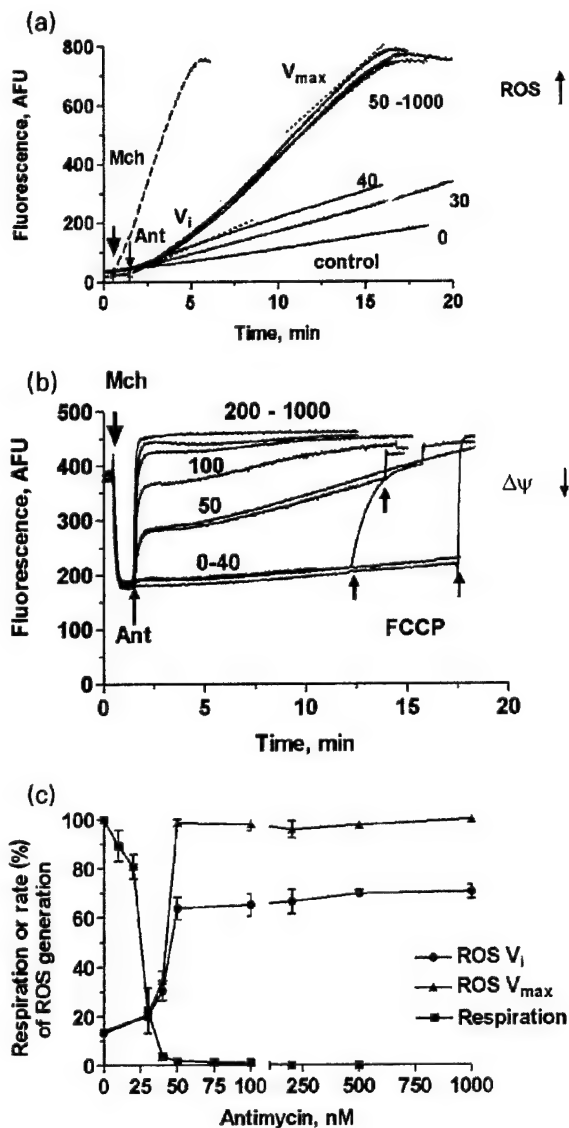 (a)
800
600
400
200
0
Fluorescence, AFU
Mch
Ant
Vi
Vmax
50 -1000
40
30
0
control
ROS
0 5 10 15 20
Time, min
(b)
Mch
500
400
300
200
100
0
Fluorescence, AFU
200 - 1000
100
50
0-40
Ant
FCCP
Δψ
0 5 10 15 20
Time, min
(c)
100
80
60
40
20
0
Respiration or rate (%)
of ROS generation
ROS Vi
ROS Vmax
Respiration
0 25 50 75 100 250 500 750 1000
Antimycin, nM